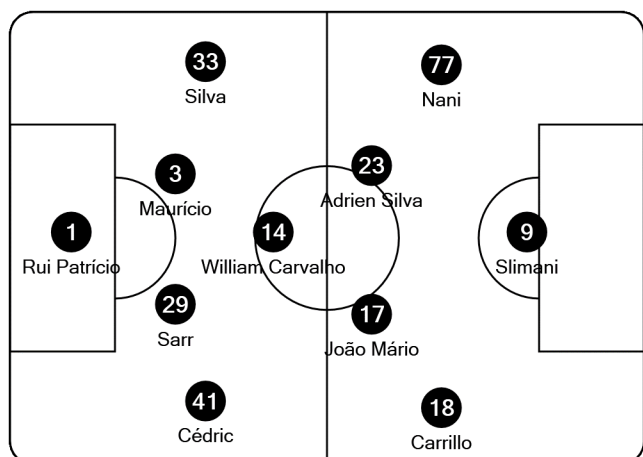 33
Silva
77
Nani
3
Maurício
23
Adrien Silva
1
Rui Patrício
14
William Carvalho
9
Slimani
29
Sarr
17
João Mário
41
Cédric
18
Carrillo